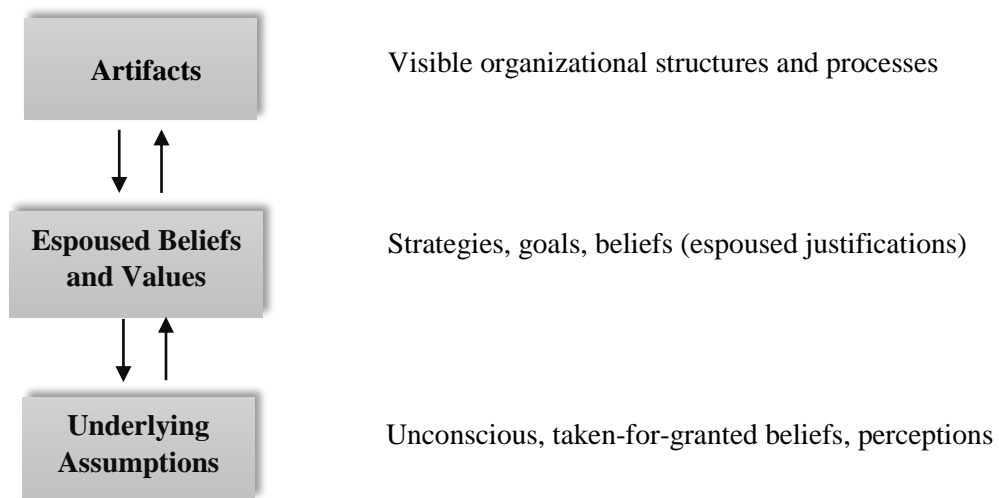 Artifacts
Visible organizational structures and processes
Espoused Beliefs
and Values
Strategies, goals, beliefs (espoused justifications)
Underlying
Assumptions
Unconscious, taken-for-granted beliefs, perceptions